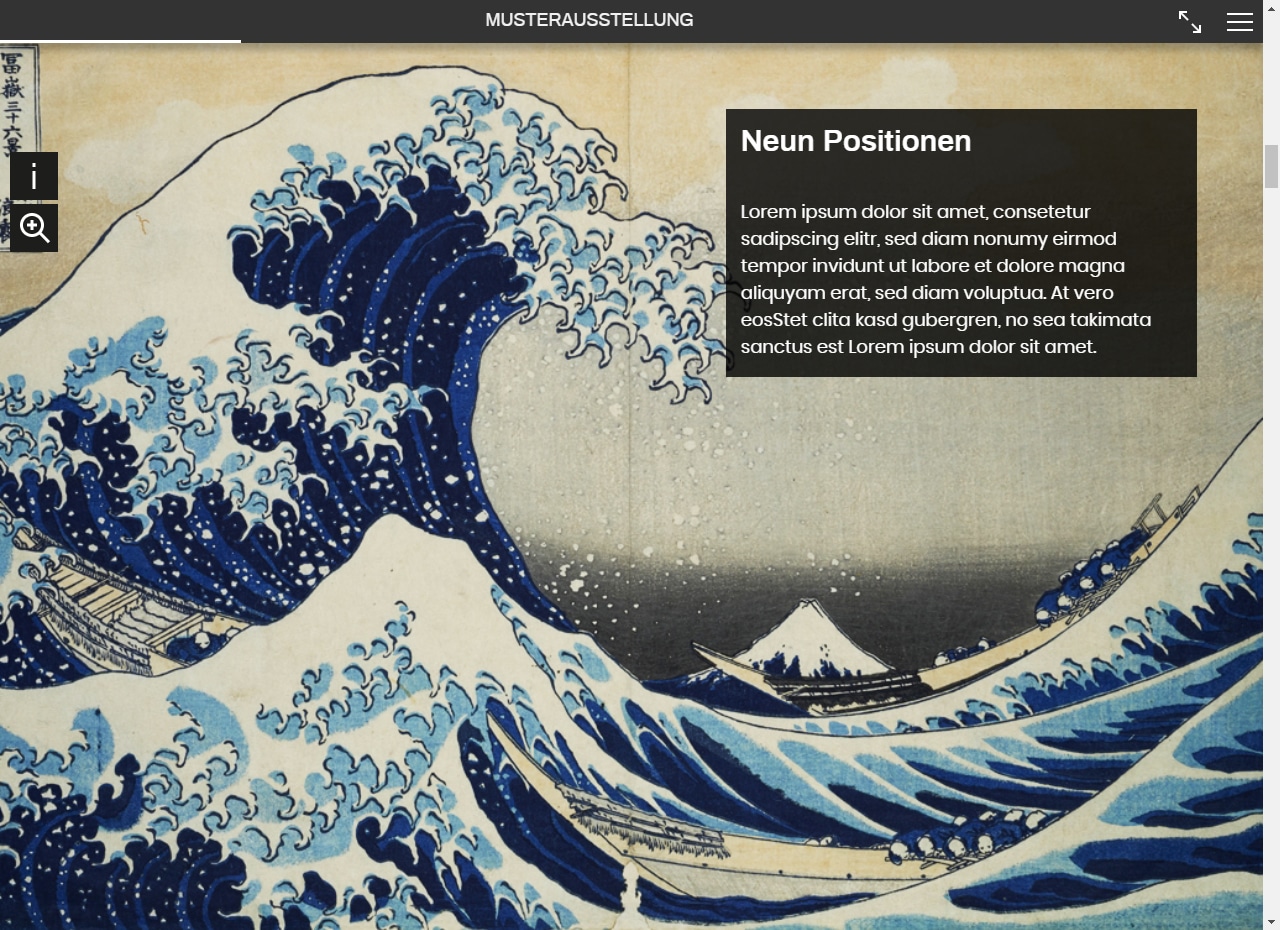 MUSTERAUSSTELLUNG
冨
嶽
三
十
六
景
i
Neun Positionen
Lorem ipsum dolor sit amet, consetetur
sadipscing elitr, sed diam nonumy eirmod
tempor invidunt ut labore et dolore magna
aliquyam erat, sed diam voluptua. At vero
eosStet clita kasd gubergren, no sea takimata
sanctus est Lorem ipsum dolor sit amet.